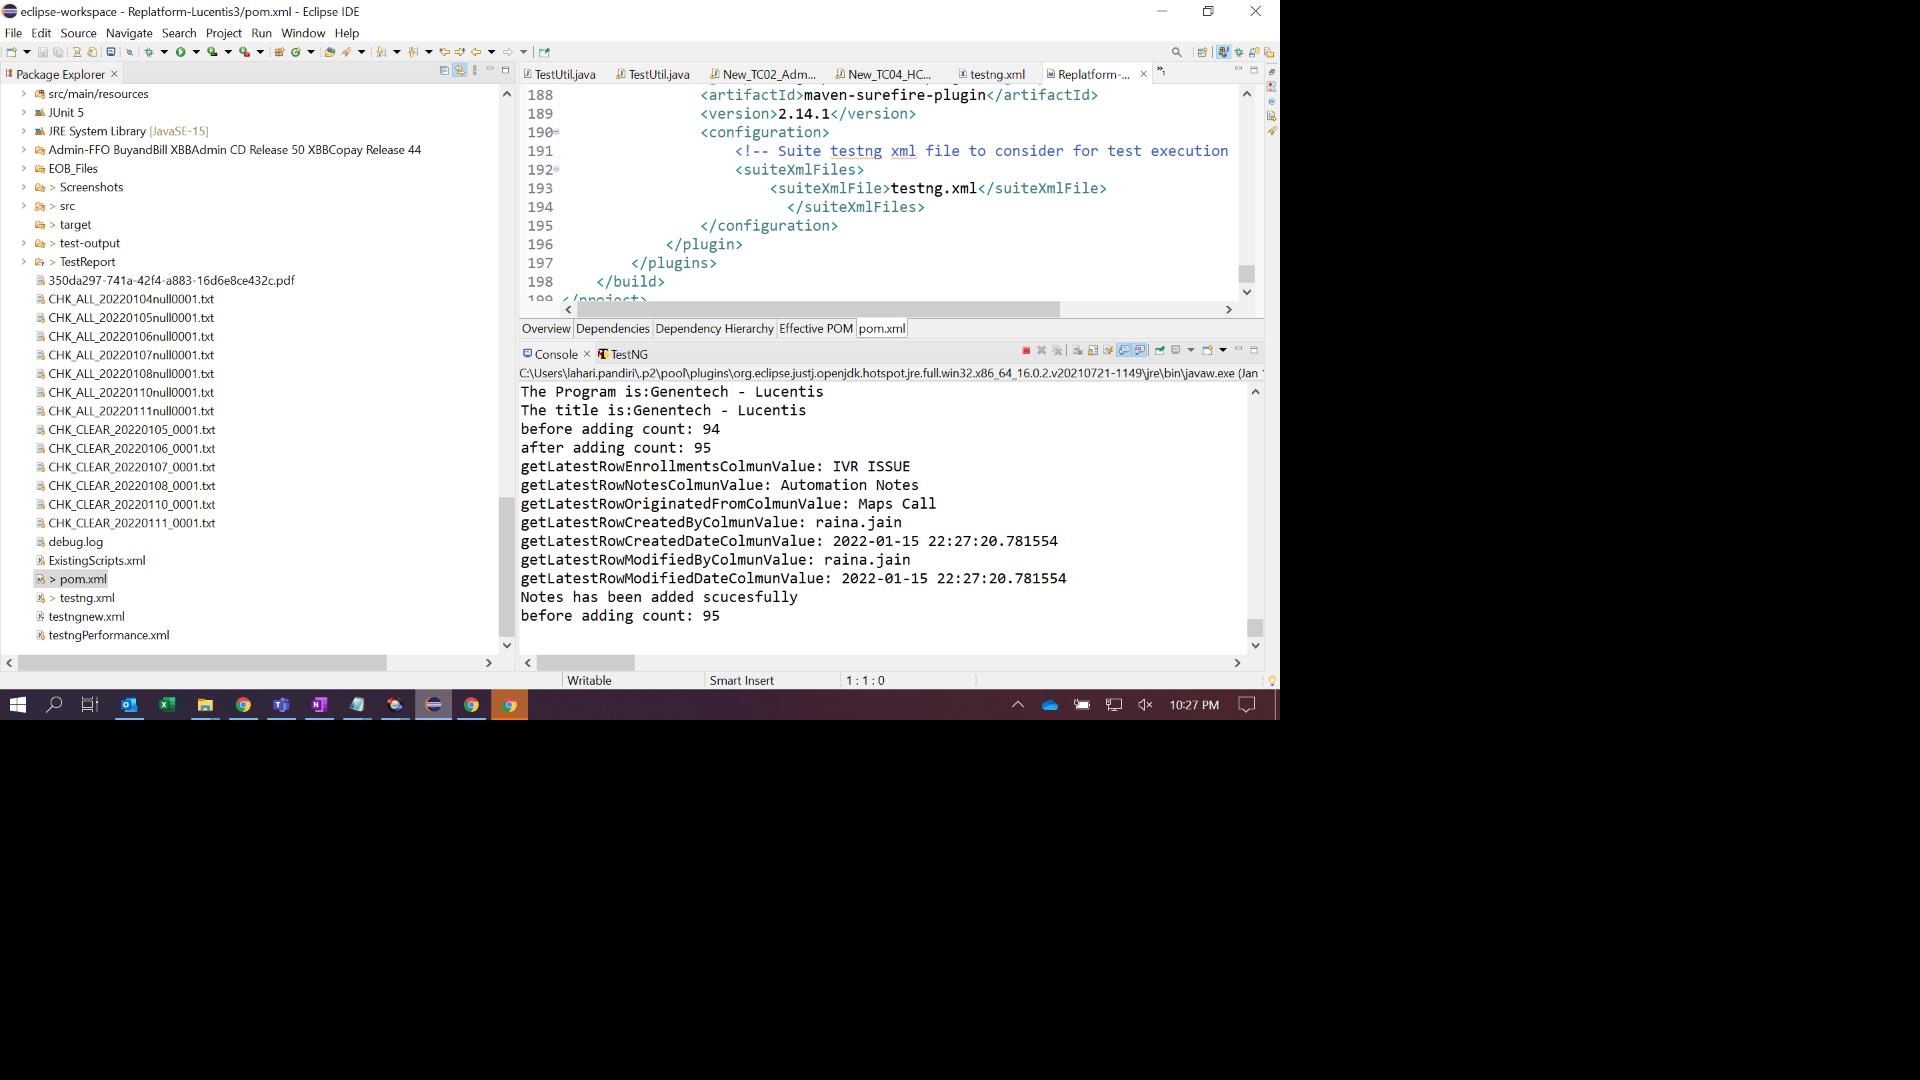 eclipse-workspace - Replatform-Lucentis3/pom.xml - Eclipse IDE
File Edit Source Navigate Search Project Run Window Help
Package Explorer
src/main/resources
JUnit 5
JRE System Library [JavaSE-15]
Admin-FFO BuyandBill XBBAdmin CD Release 50 XBBCopay Release 44
EOB_Files
> Screenshots
> src
> target
> test-output
> TestReport
350da297-741a-42f4-a883-16d6e8ce432c.pdf
CHK_ALL_20220104null0001.txt
CHK_ALL_20220105null0001.txt
CHK_ALL_20220106null0001.txt
CHK_ALL_20220107null0001.txt
CHK_ALL_20220108null0001.txt
CHK_ALL_20220110null0001.txt
CHK_ALL_20220111null0001.txt
CHK_CLEAR_20220105_0001.txt
CHK_CLEAR_20220106_0001.txt
CHK_CLEAR_20220107_0001.txt
CHK_CLEAR_20220108_0001.txt
CHK_CLEAR_20220110_0001.txt
CHK_CLEAR_20220111_0001.txt
debug.log
ExistingScripts.xml
> pom.xml
> testng.xml
testngnew.xml
testngPerformance.xml
TestUtil.java TestUtil.java New_TC02_Adm... New_TC04_HC... testng.xml Replatform-...
188 <artifactId>maven-surefire-plugin</artifactId>
189 <version>2.14.1</version>
190 <configuration>
191 <!-- Suite testng xml file to consider for test execution
192 <suiteXmlFiles>
193 <suiteXmlFile>testng.xml</suiteXmlFile>
194 </suiteXmlFiles>
195 </configuration>
196 </plugin>
197 </plugins>
198 </build>
199 </project>
Overview Dependencies Dependency Hierarchy Effective POM pom.xml
Console TestNG
C:\Users\lahari.pandiri\.p2\pool\plugins\org.eclipse.justj.openjdk.hotspot.jre.full.win32.x86_64_16.0.2.v20210721-1149\jre\bin\javaw.exe (Jan
The Program is:Genentech - Lucentis
The title is:Genentech - Lucentis
before adding count: 94
after adding count: 95
getLatestRowEnrollmentsColmunValue: IVR ISSUE
getLatestRowNotesColmunValue: Automation Notes
getLatestRowOriginatedFromColmunValue: Maps Call
getLatestRowCreatedByColmunValue: raina.jain
getLatestRowCreatedDateColmunValue: 2022-01-15 22:27:20.781554
getLatestRowModifiedByColmunValue: raina.jain
getLatestRowModifiedDateColmunValue: 2022-01-15 22:27:20.781554
Notes has been added scucesfully
before adding count: 95
Writable Smart Insert 1 : 1 : 0
10:27 PM